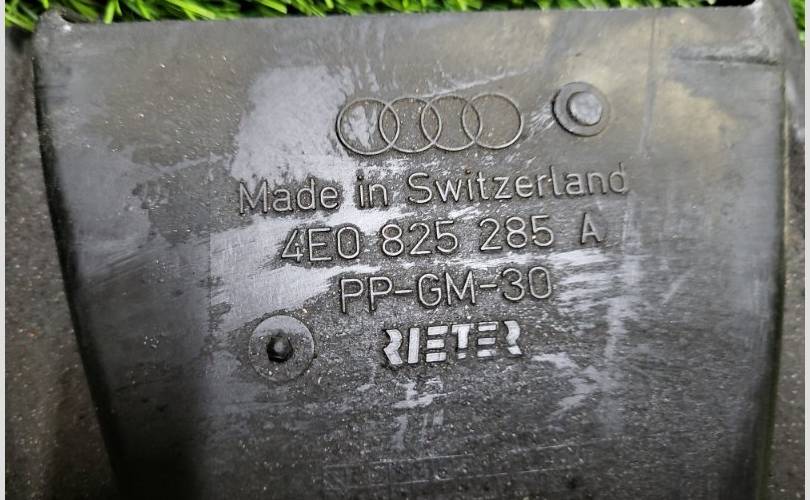 Made in Switzerland
4E0 825 285 A
PP-GM-30
RIETER